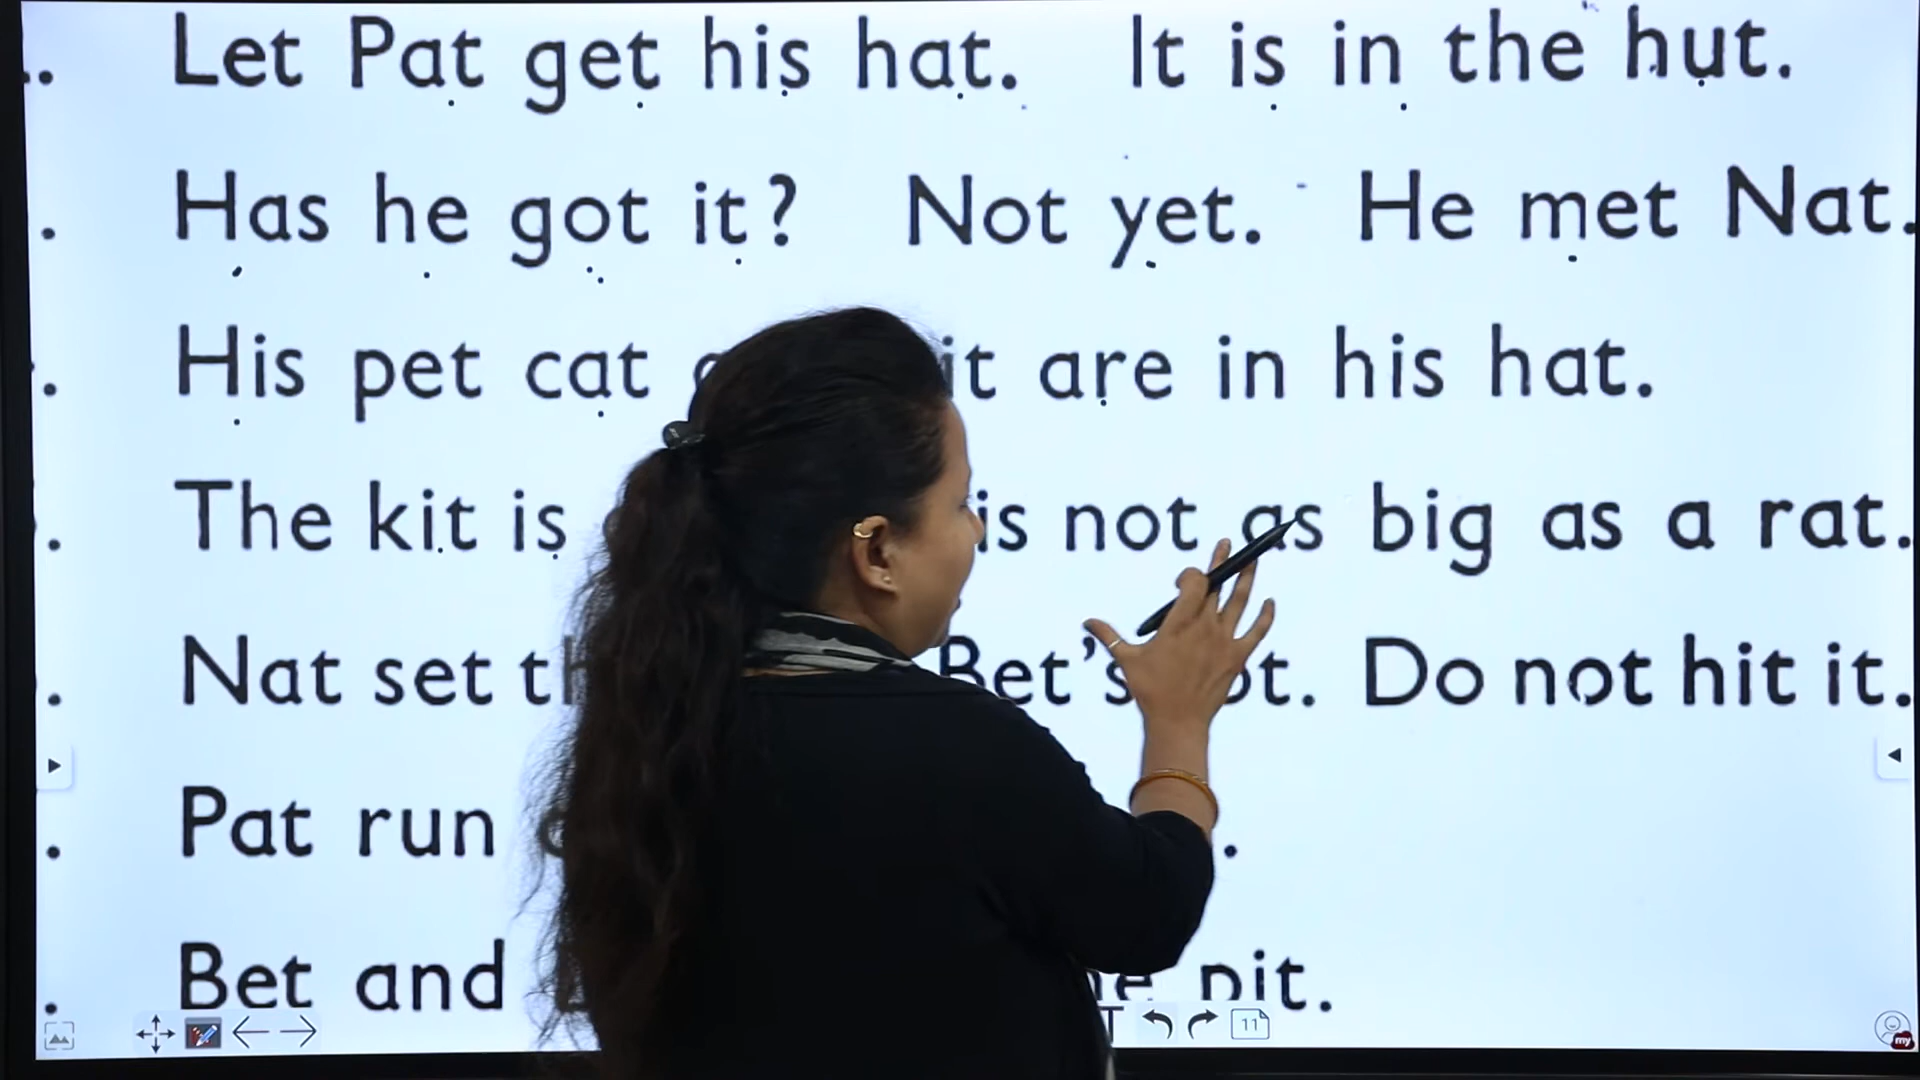 Let Pat get his hat. It is in the hut.
Has he got it? Not yet. He met Nat.
His pet cat it are in his hat.
The kit is is not as big as a rat.
Nat set Bet's Do not hit it.
Pat run
Bet and pit.
11
my